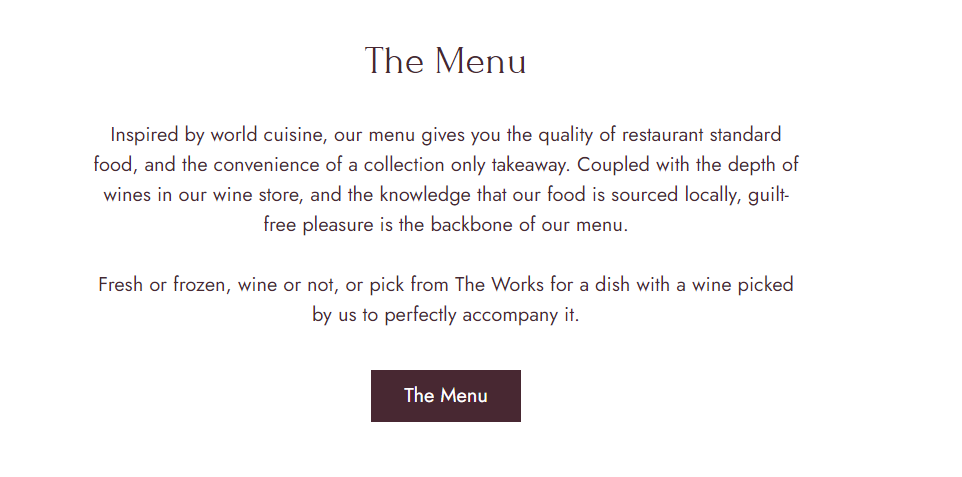 The Menu
Inspired by world cuisine, our menu gives you the quality of restaurant standard
food, and the convenience of a collection only takeaway. Coupled with the depth of
wines in our wine store, and the knowledge that our food is sourced locally, guilt-
free pleasure is the backbone of our menu.
Fresh or frozen, wine or not, or pick from The Works for a dish with a wine picked
by us to perfectly accompany it.
The Menu